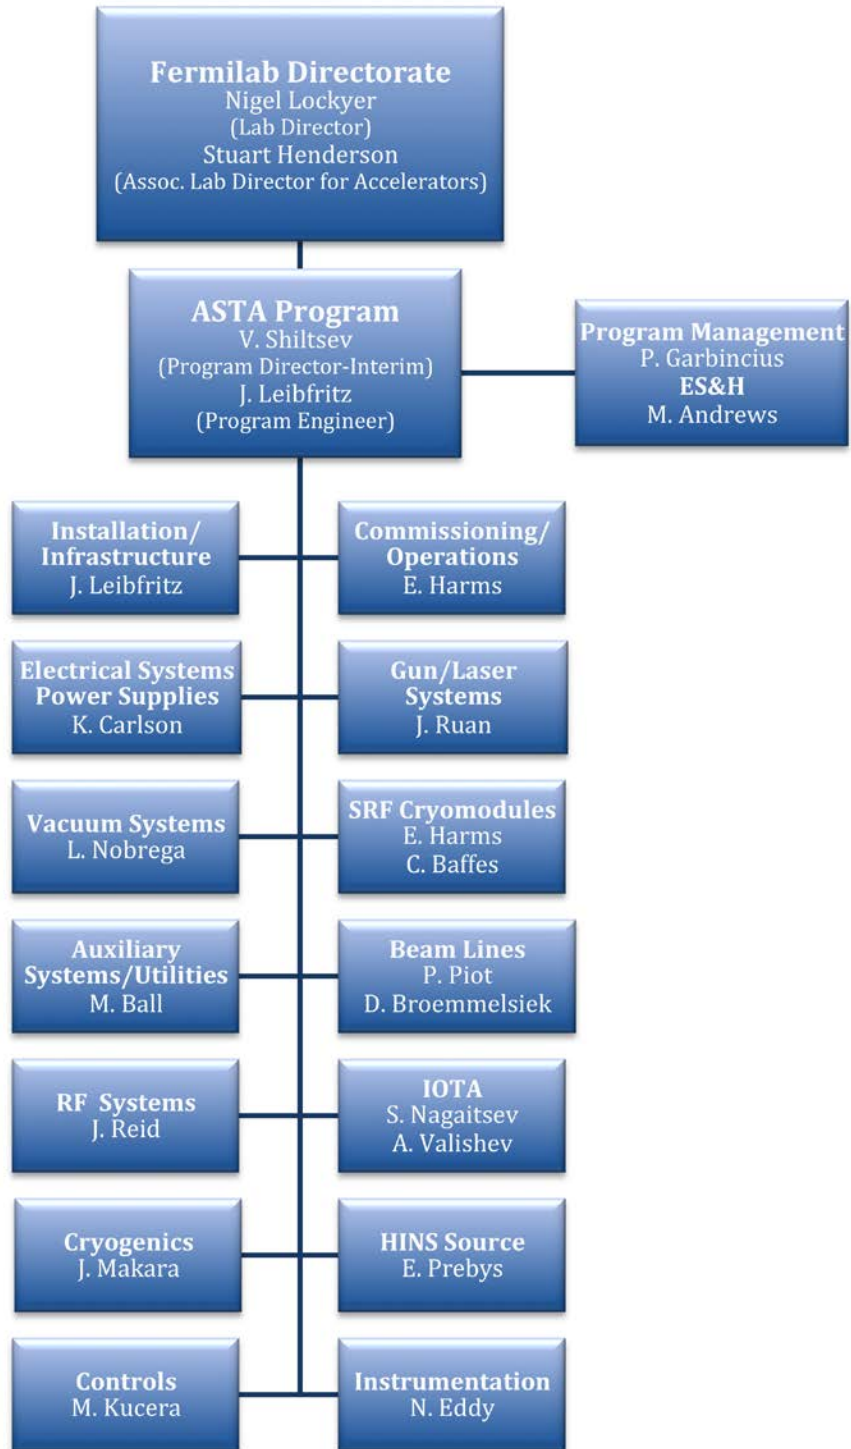 Fermilab Directorate
Nigel Lockyer
(Lab Director)
Stuart Henderson
(Assoc. Lab Director for Accelerators)
ASTA Program
V. Shiltsev
(Program Director-Interim)
J. Leibfritz
(Program Engineer)
Program Management
P. Garbincius
ES&H
M. Andrews
Installation/
Infrastructure
J. Leibfritz
Commissioning/
Operations
E. Harms
Electrical Systems
Power Supplies
K. Carlson
Gun/Laser
Systems
J. Ruan
Vacuum Systems
L. Nobrega
SRF Cryomodules
E. Harms
C. Baffes
Auxiliary
Systems/Utilities
M. Ball
Beam Lines
P. Piot
D. Broemmelsiek
RF Systems
J. Reid
IOTA
S. Nagaitsev
A. Valishev
Cryogenics
J. Makara
HINS Source
E. Prebys
Controls
M. Kucera
Instrumentation
N. Eddy